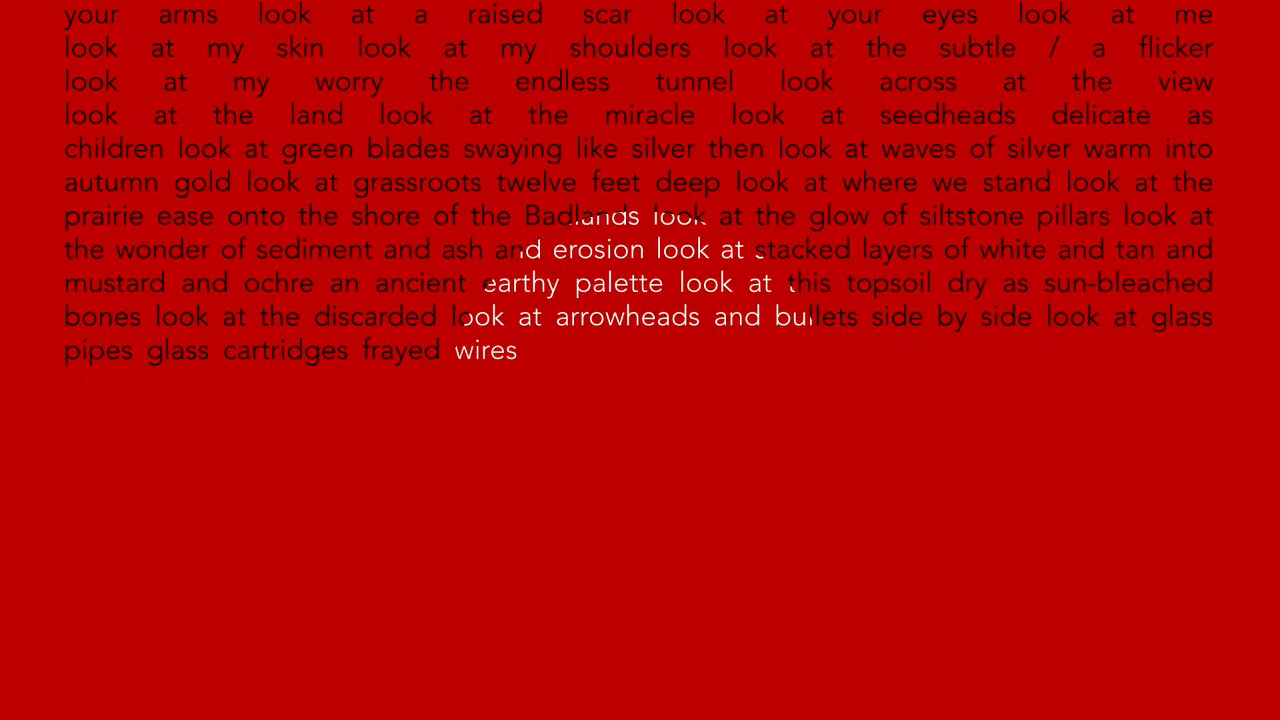 your arms look at a raised scar look at your eyes look at me
look at my skin look at my shoulders look at the subtle / a flicker
look at my worry the endless tunnel look across at the view
look at the land look at the miracle look at seedheads delicate as
children look at green blades swaying like silver then look at waves of silver warm into
autumn gold look at grassroots twelve feet deep look at where we stand look at the
prairie ease onto the shore of the Badlands look at the glow of siltstone pillars look at
the wonder of sediment and ash and erosion look at stacked layers of white and tan and
mustard and ochre an ancient earthy palette look at this topsoil dry as sun-bleached
bones look at the discarded look at arrowheads and bullets side by side look at glass
pipes glass cartridges frayed wires